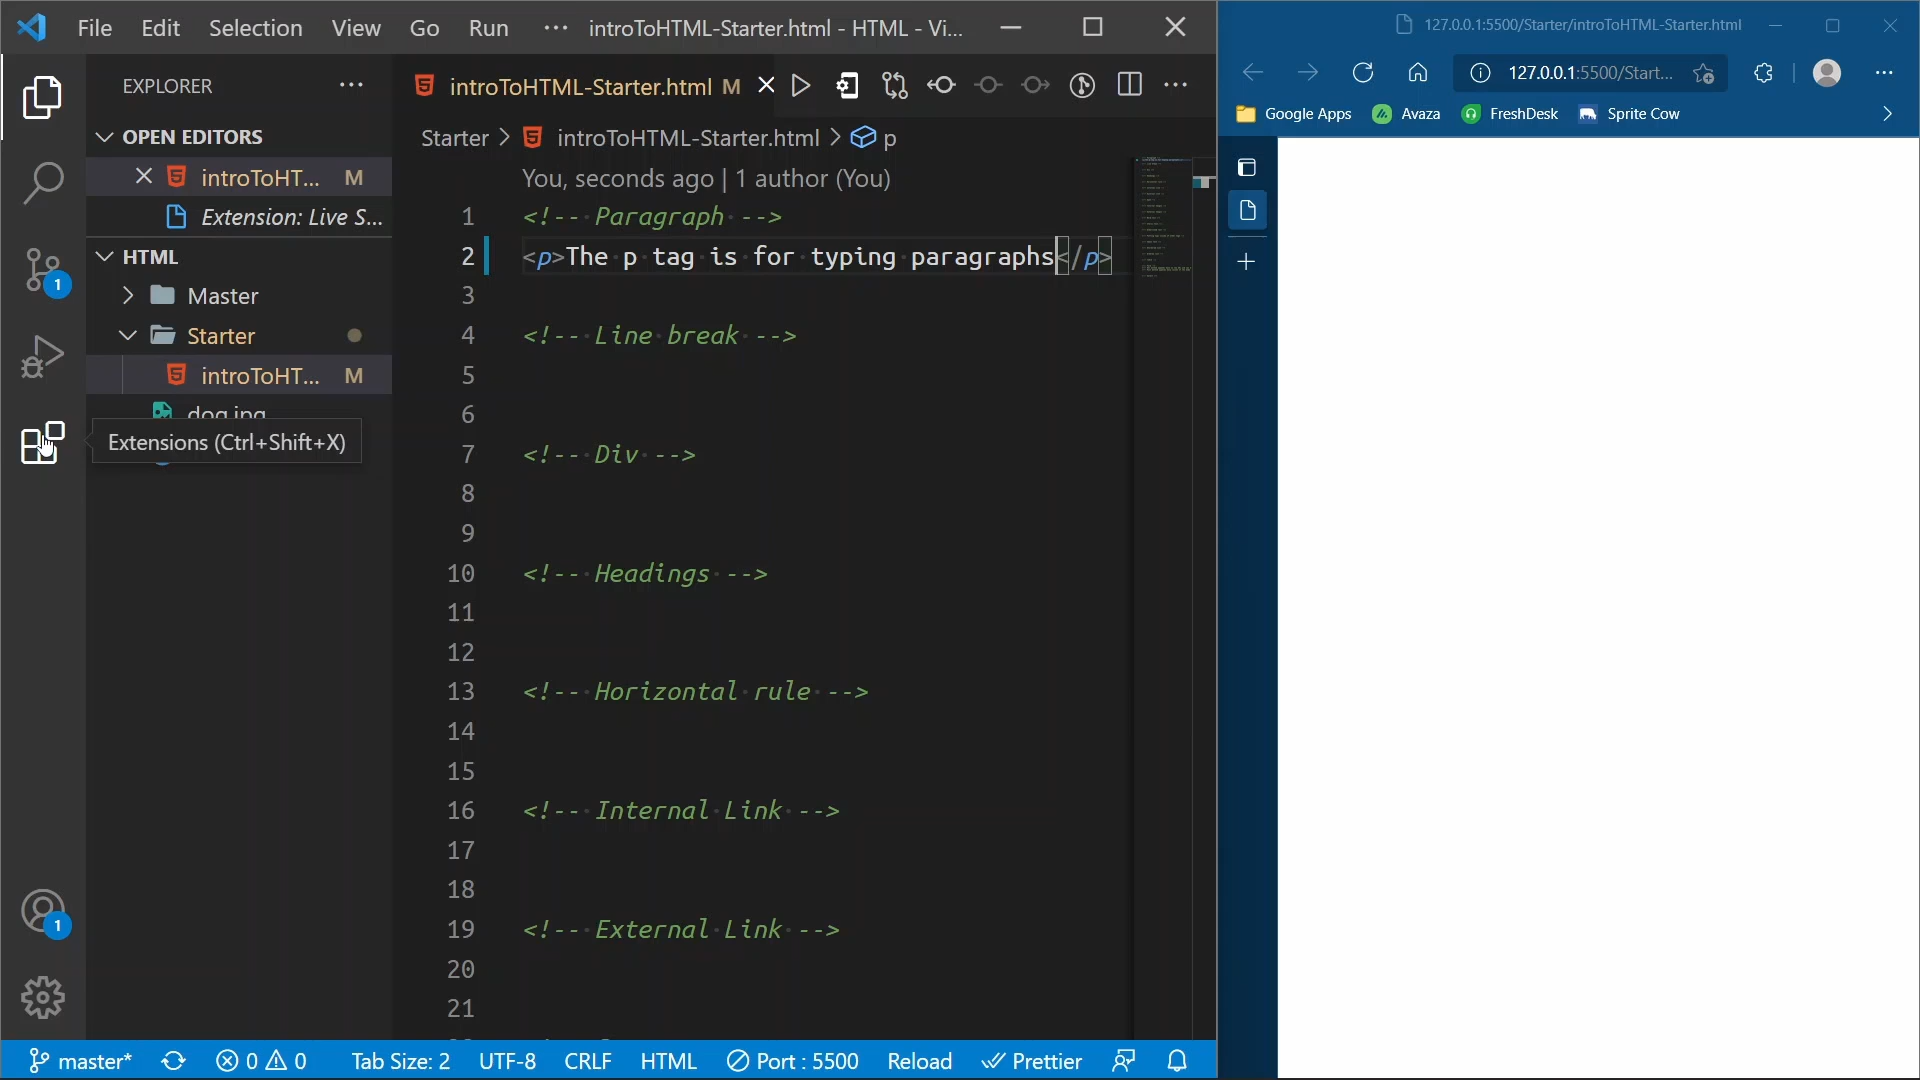 File Edit Selection View Go Run ··· introToHTML-Starter.html - HTML - Vi...
EXPLORER
OPEN EDITORS
introToHT... M
Extension: Live S...
HTML
Master
Starter
introToHT... M
dog.jpg
Extensions (Ctrl+Shift+X)
1
1
introToHTML-Starter.html M
Starter > introToHTML-Starter.html > p
You, seconds ago | 1 author (You)
1 <!-- Paragraph -->
2 <p>The p tag is for typing paragraphs</p>
3
4 <!-- Line break -->
5
6
7 <!-- Div -->
8
9
10 <!-- Headings -->
11
12
13 <!-- Horizontal rule -->
14
15
16 <!-- Internal Link -->
17
18
19 <!-- External Link -->
20
21
master* 0 0 Tab Size: 2 UTF-8 CRLF HTML Port : 5500 Reload Prettier
127.0.0.1:5500/Starter/introToHTML-Starter.html
127.0.0.1:5500/Start...
Google Apps Avaza FreshDesk Sprite Cow